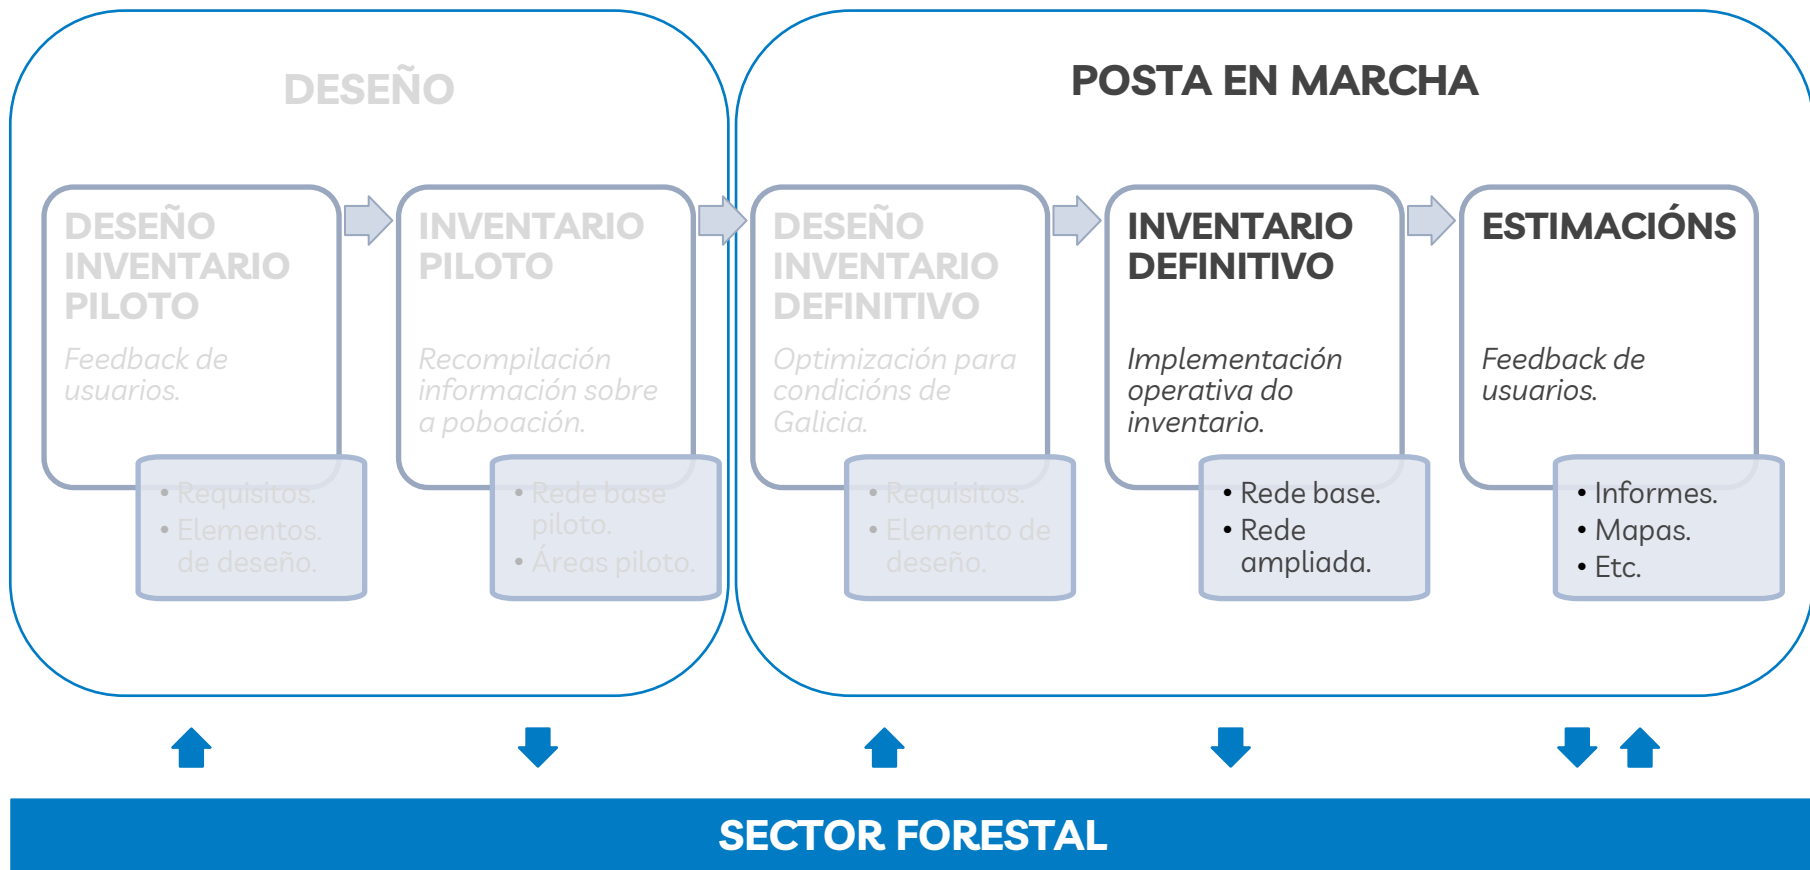 DESEÑO
DESEÑO
INVENTARIO
PILOTO
Feedback de
usuarios.
• Requisitos.
• Elementos.
de deseño.
INVENTARIO
PILOTO
Recompilación
información sobre
a poboación.
• Rede base
piloto.
• Áreas piloto.
POSTA EN MARCHA
DESEÑO
INVENTARIO
DEFINITIVO
Optimización para
condicións de
Galicia.
• Requisitos.
• Elemento de
deseño.
INVENTARIO
DEFINITIVO
Implementación
operativa do
inventario.
• Rede base.
• Rede
ampliada.
ESTIMACIÓNS
Feedback de
usuarios.
• Informes.
• Mapas.
• Etc.
SECTOR FORESTAL